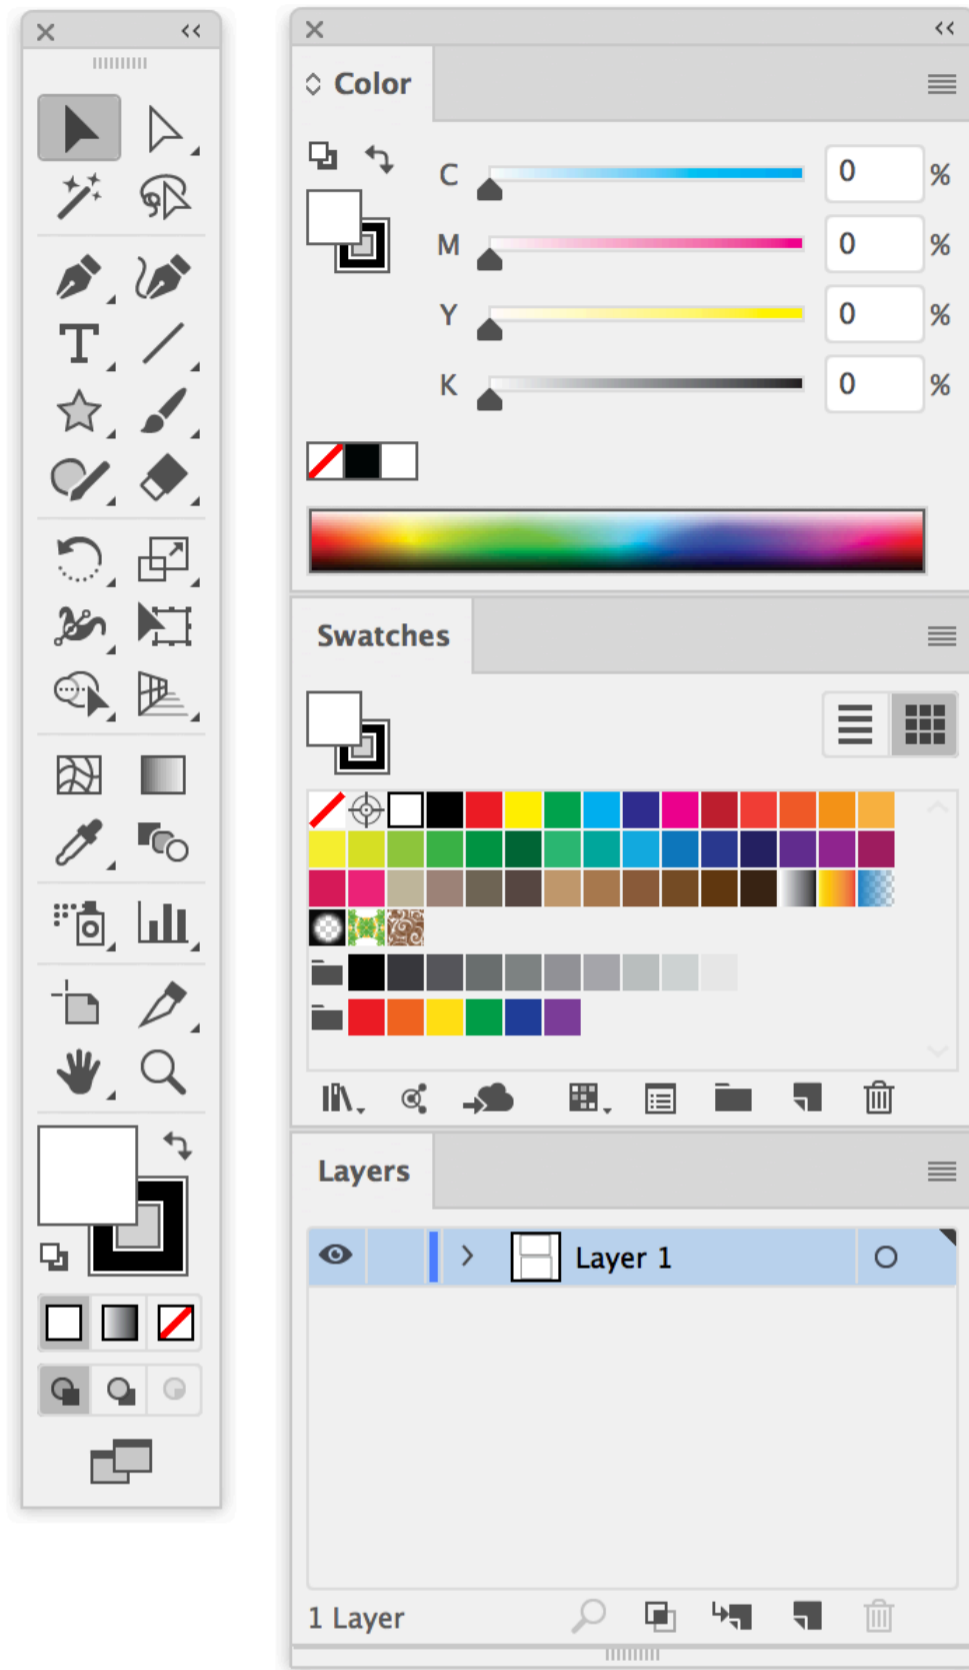 Color
C 0 %
M 0 %
Y 0 %
K 0 %
Swatches
Layers
Layer 1
1 Layer